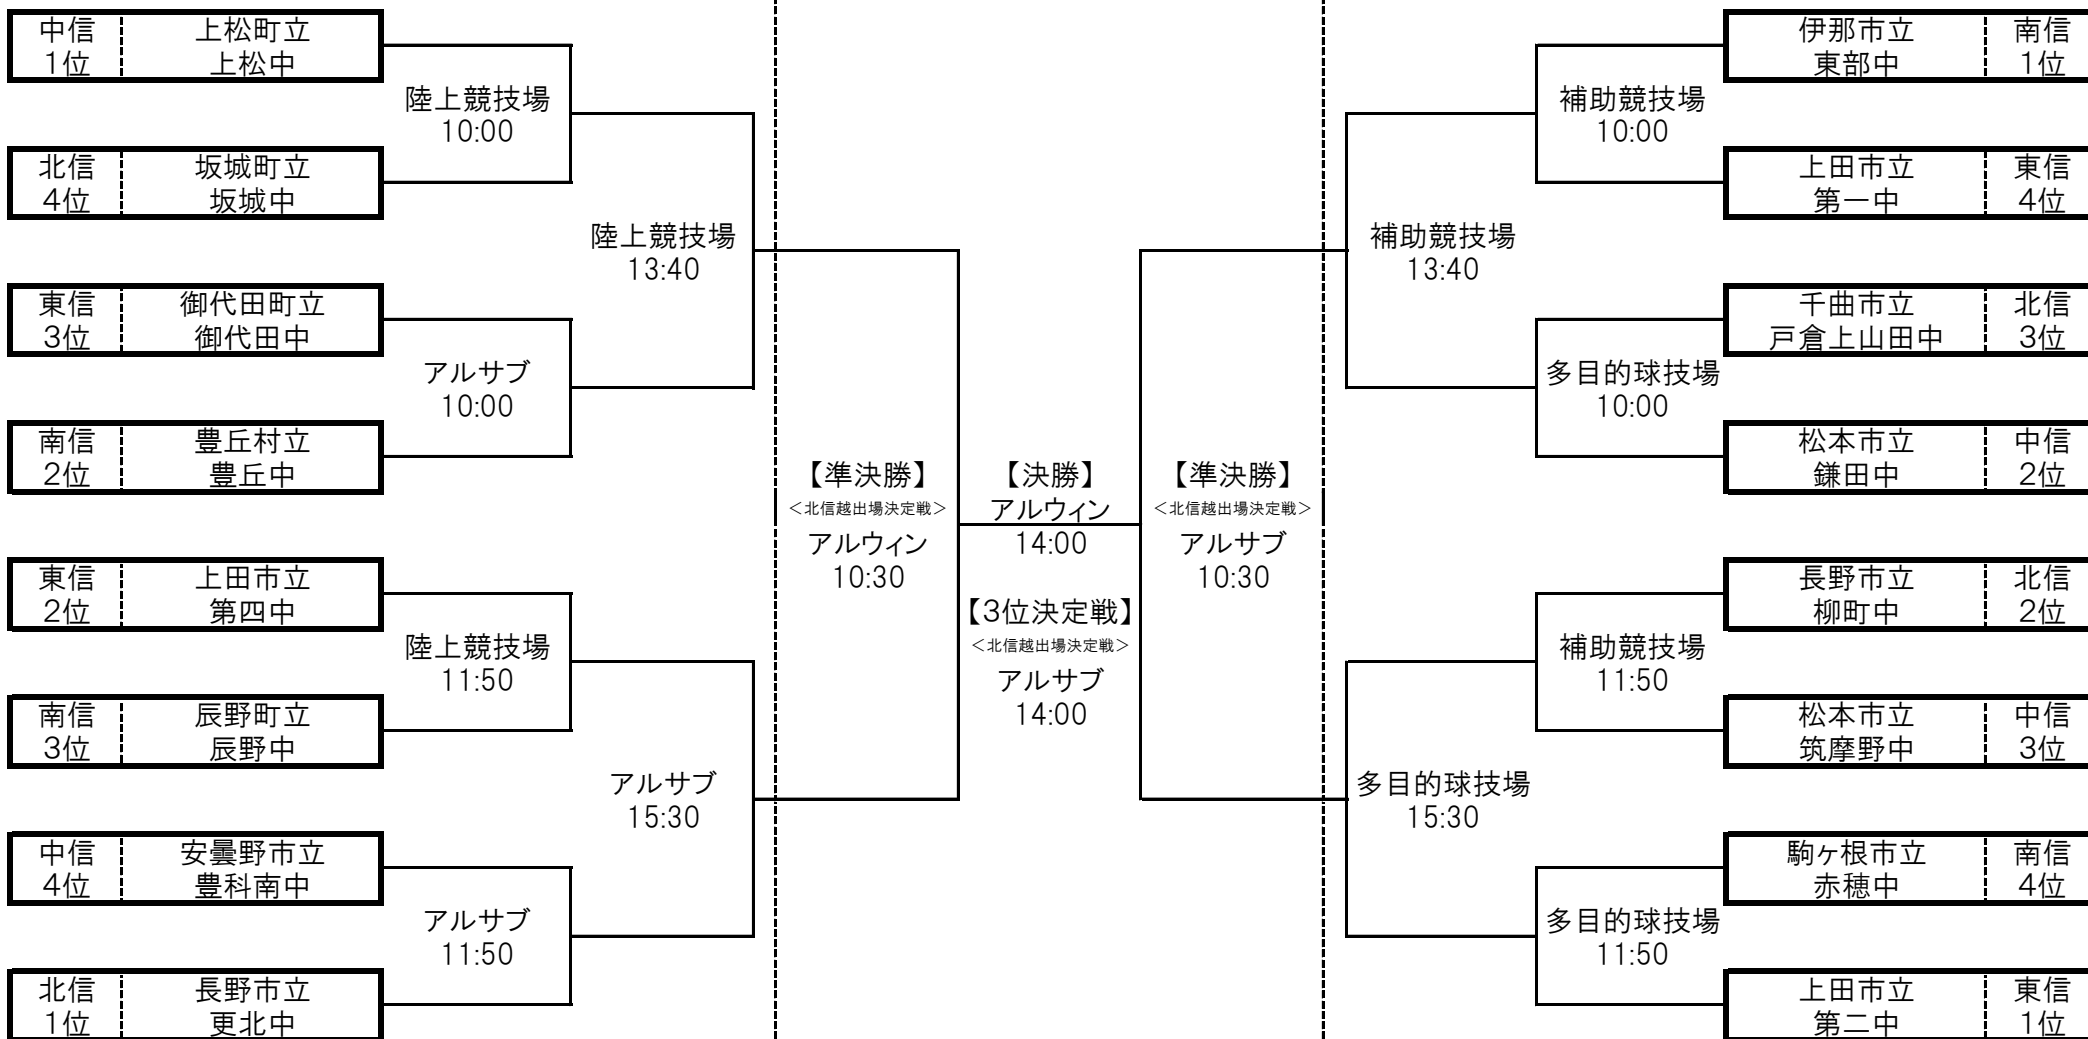 中信 上松町立
1位 上松中
陸上競技場
10:00
北信 坂城町立
4位 坂城中
陸上競技場
13:40
東信 御代田町立
3位 御代田中
アルサブ
10:00
南信 豊丘村立
2位 豊丘中
東信 上田市立
2位 第四中
陸上競技場
11:50
南信 辰野町立
3位 辰野中
アルサブ
15:30
中信 安曇野市立
4位 豊科南中
アルサブ
11:50
北信 長野市立
1位 更北中
【準決勝】
<北信越出場決定戦>
アルウィン
10:30
【決勝】
アルウィン
14:00
【3位決定戦】
<北信越出場決定戦>
アルサブ
14:00
【準決勝】
<北信越出場決定戦>
アルサブ
10:30
伊那市立 南信
東部中 1位
補助競技場
10:00
上田市立 東信
第一中 4位
補助競技場
13:40
千曲市立 北信
戸倉上山田中 3位
多目的球技場
10:00
松本市立 中信
鎌田中 2位
長野市立 北信
柳町中 2位
補助競技場
11:50
松本市立 中信
筑摩野中 3位
多目的球技場
15:30
駒ヶ根市立 南信
赤穂中 4位
多目的球技場
11:50
上田市立 東信
第二中 1位